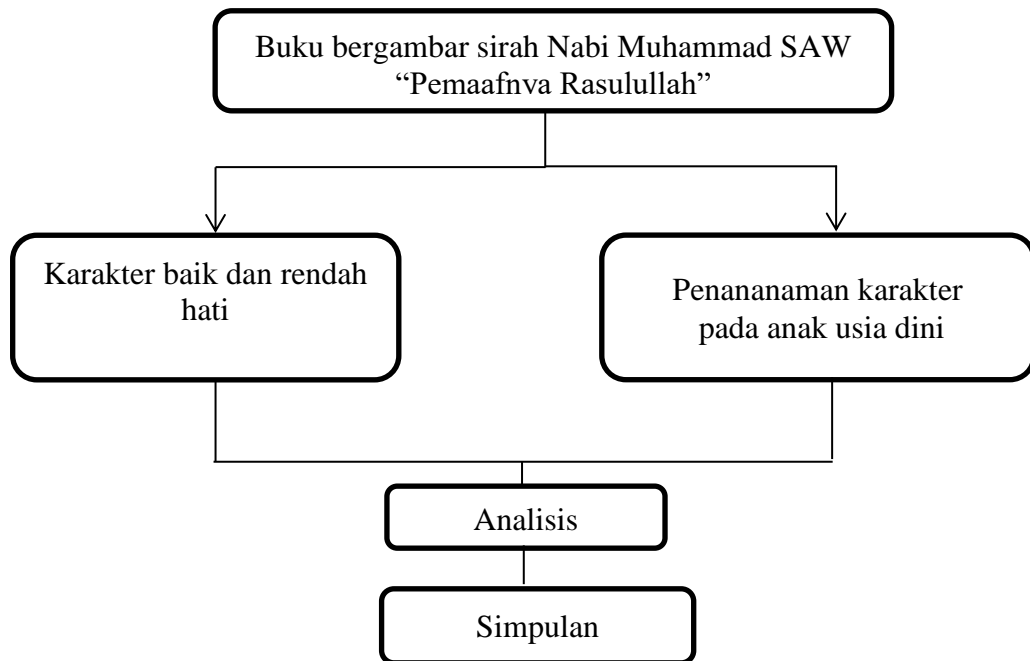 Buku bergambar sirah Nabi Muhammad SAW
“Pemaafnya Rasulullah”
Karakter baik dan rendah
hati
Penananaman karakter
pada anak usia dini
Analisis
Simpulan